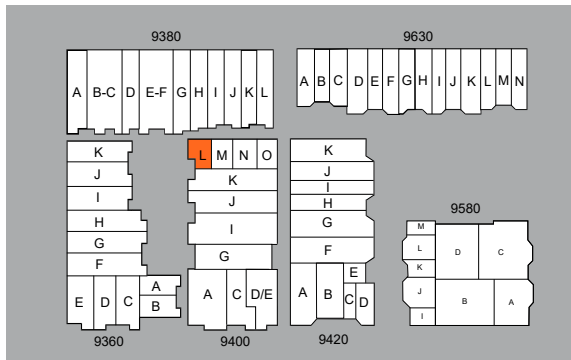 9380
9630
A B-C D E-F G H I J K L
A B C D E F G H I J K L M N
K
J
I
H
G
F
E D C
A
B
9360
L M N O
K
J
I
G
A C D/E
9400
K
J
I
H
G
F
E
A B C D
9420
9580
M
L
K
J
I
D C
B A